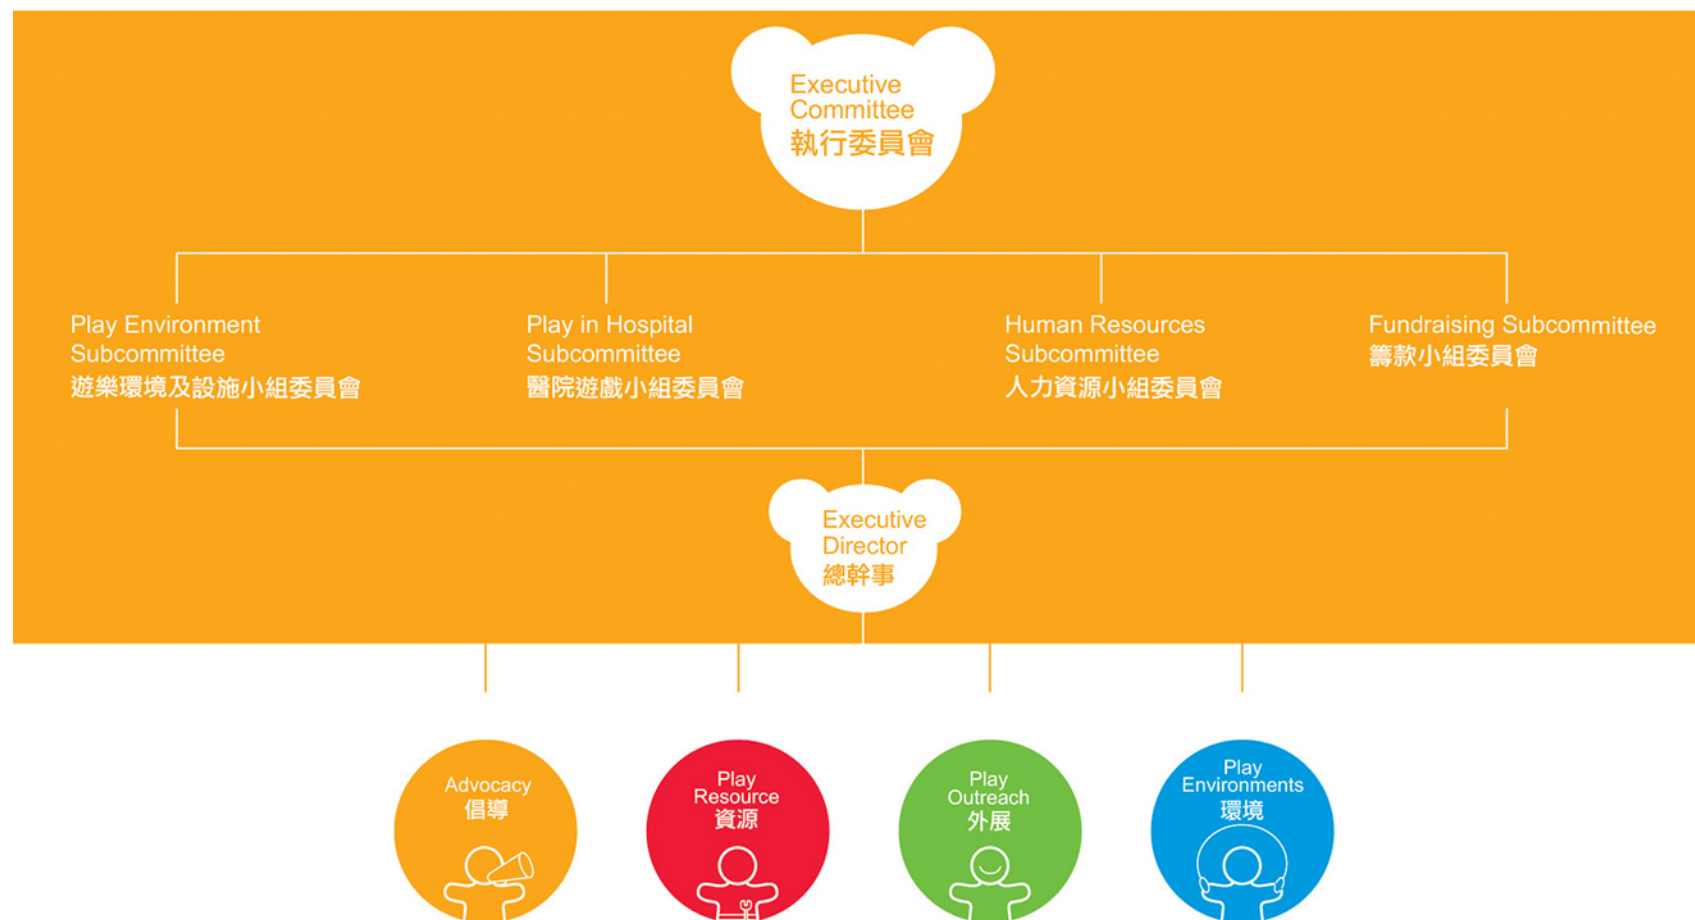 Executive
Committee
執行委員會
Play Environment
Subcommittee
遊樂環境及設施小組委員會
Play in Hospital
Subcommittee
醫院遊戲小組委員會
Human Resources
Subcommittee
人力資源小組委員會
Fundraising Subcommittee
籌款小組委員會
Executive
Director
總幹事
Advocacy
倡導
Play
Resource
資源
Play
Outreach
外展
Play
Environments
環境